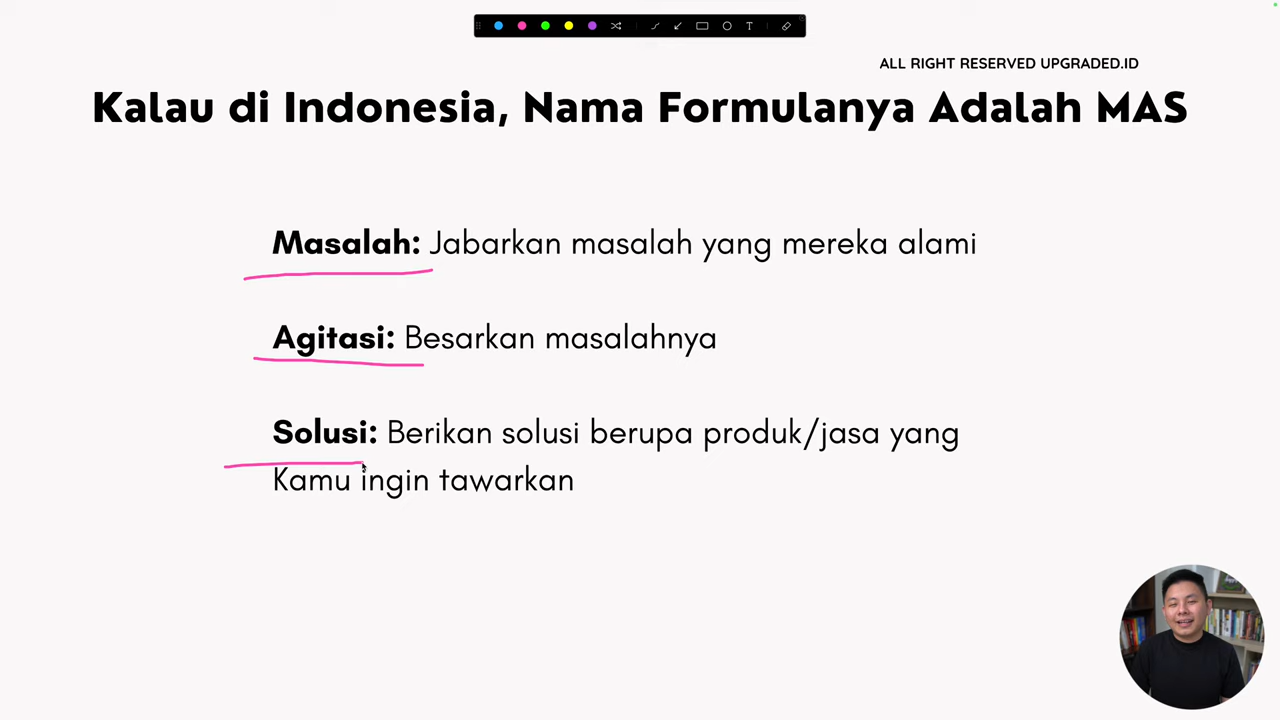 ALL RIGHT RESERVED UPGRADED.ID
Kalau di Indonesia, Nama Formulanya Adalah MAS
Masalah: Jabarkan masalah yang mereka alami
Agitasi: Besarkan masalahnya
Solusi: Berikan solusi berupa produk/jasa yang
Kamu ingin tawarkan